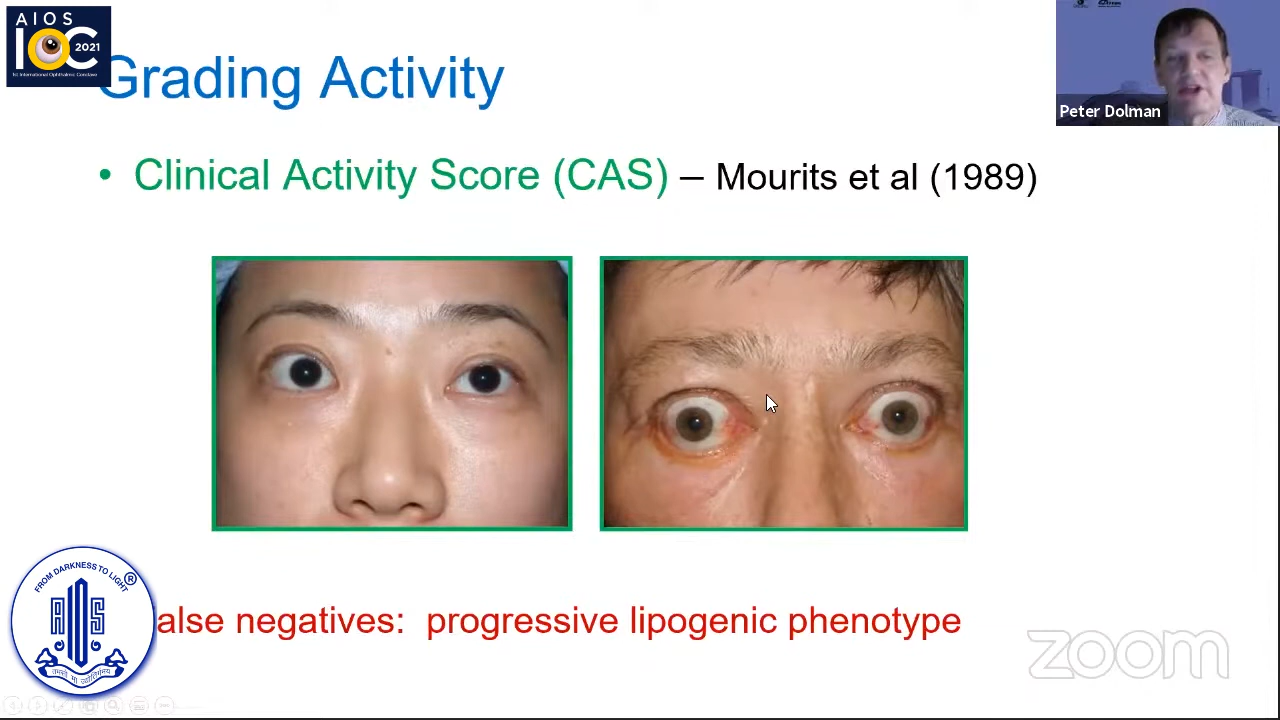 AIOS
IOC 2021
Grading Activity
Peter Dolman
• Clinical Activity Score (CAS) – Mourits et al (1989)
FROM DARKNESS TO LIGHT
®
AIOS
alse negatives: progressive lipogenic phenotype
zoom